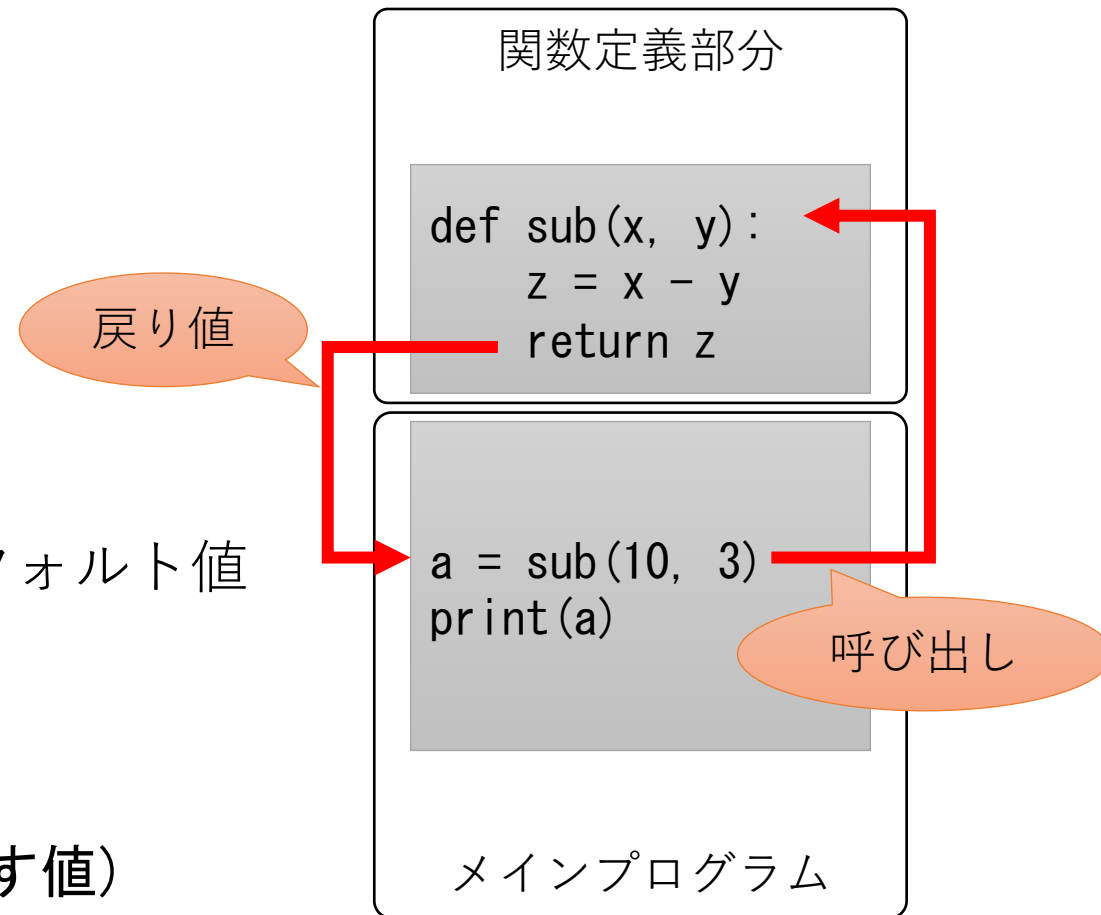 関数定義部分
def sub(x, y):
    z = x - y
    return z
戻り値
フォルト値
a = sub(10, 3)
print(a)
呼び出し
す値)
メインプログラム